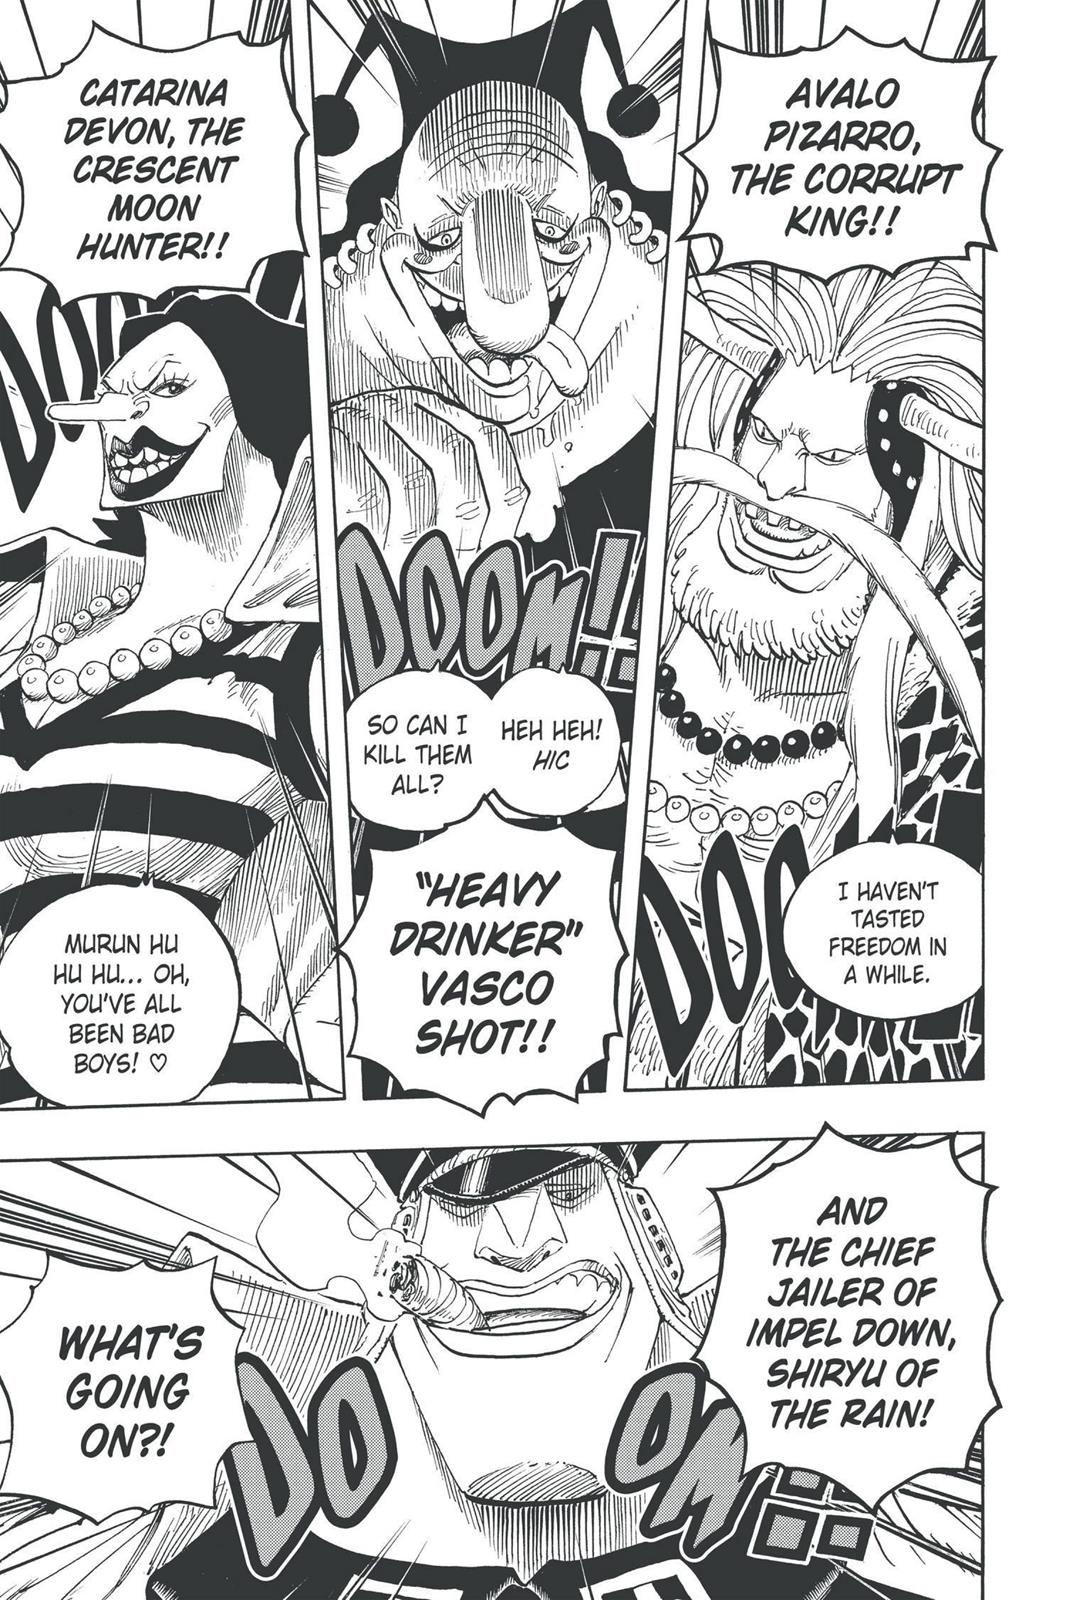 AVALO
PIZARRO,
THE CORRUPT
KING!!
I HAVEN'T
TASTED
FREEDOM IN
A WHILE.
DOOM
HEH HEH!
HIC
SO CAN I
KILL THEM
ALL?
DOOM!!
"HEAVY
DRINKER"
VASCO
SHOT!!
CATARINA
DEVON, THE
CRESCENT
MOON
HUNTER!!
MURUN HU
HU HU... OH,
YOU'VE ALL
BEEN BAD
BOYS! ♡
AND
THE CHIEF
JAILER OF
IMPEL DOWN,
SHIRYU OF
THE RAIN!
WHAT'S
GOING
ON?!
DOOM!!